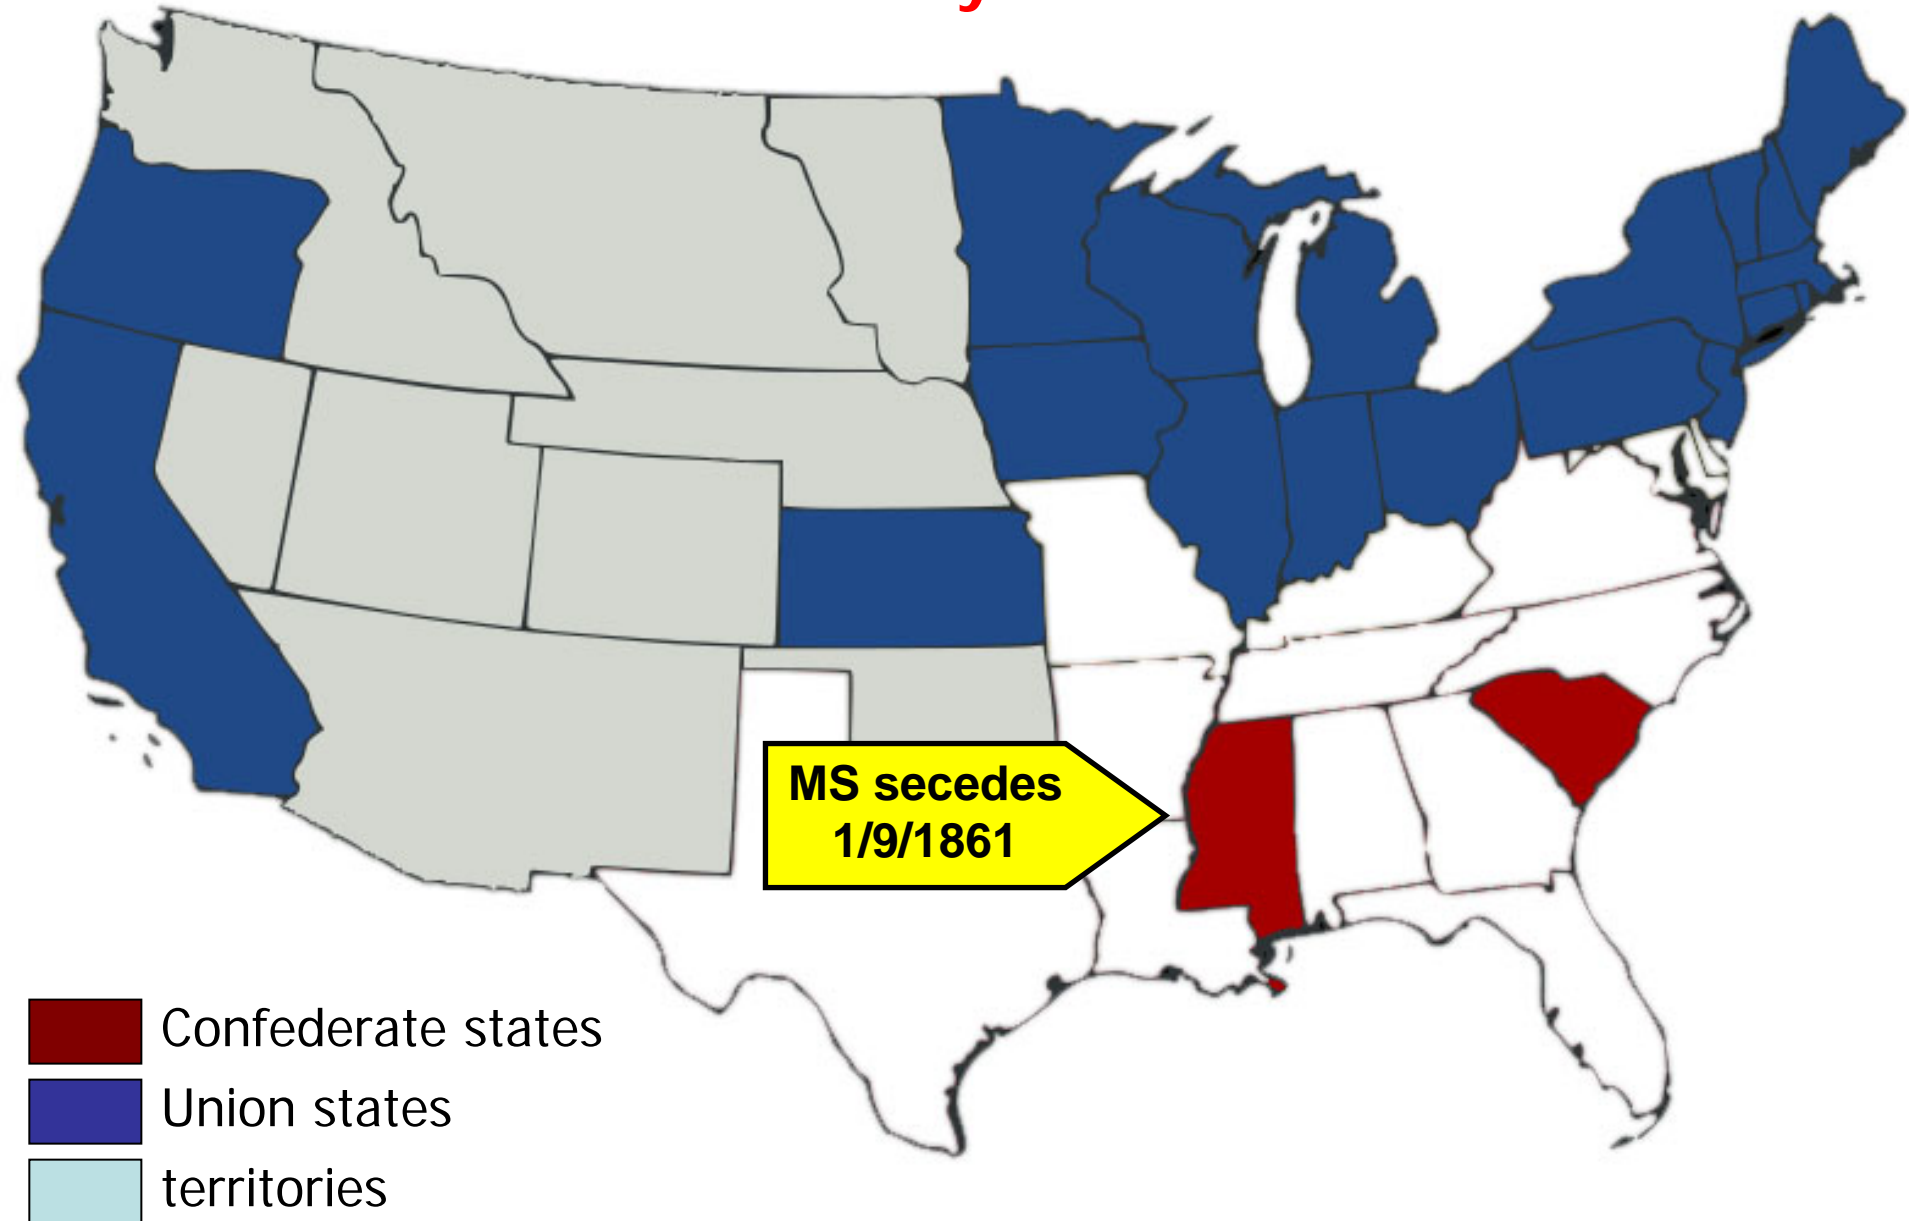 MS secedes
1/9/1861
Confederate states
Union states
territories